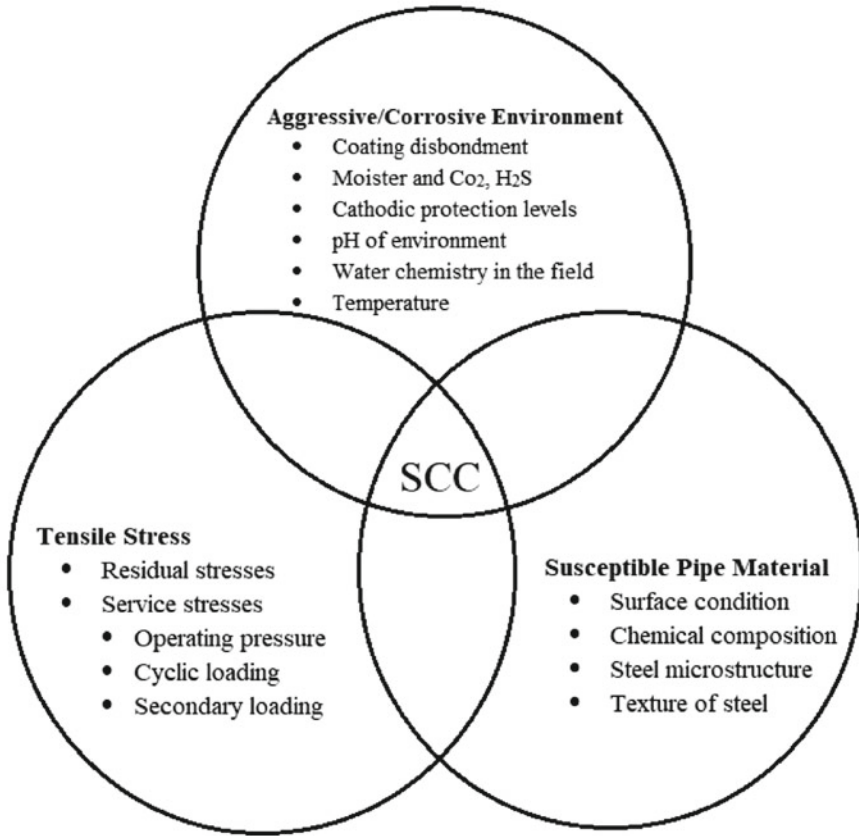 Aggressive/Corrosive Environment
• Coating disbondment
• Moister and Co₂, H₂S
• Cathodic protection levels
• pH of environment
• Water chemistry in the field
• Temperature
SCC
Tensile Stress
• Residual stresses
• Service stresses
• Operating pressure
• Cyclic loading
• Secondary loading
Susceptible Pipe Material
• Surface condition
• Chemical composition
• Steel microstructure
• Texture of steel